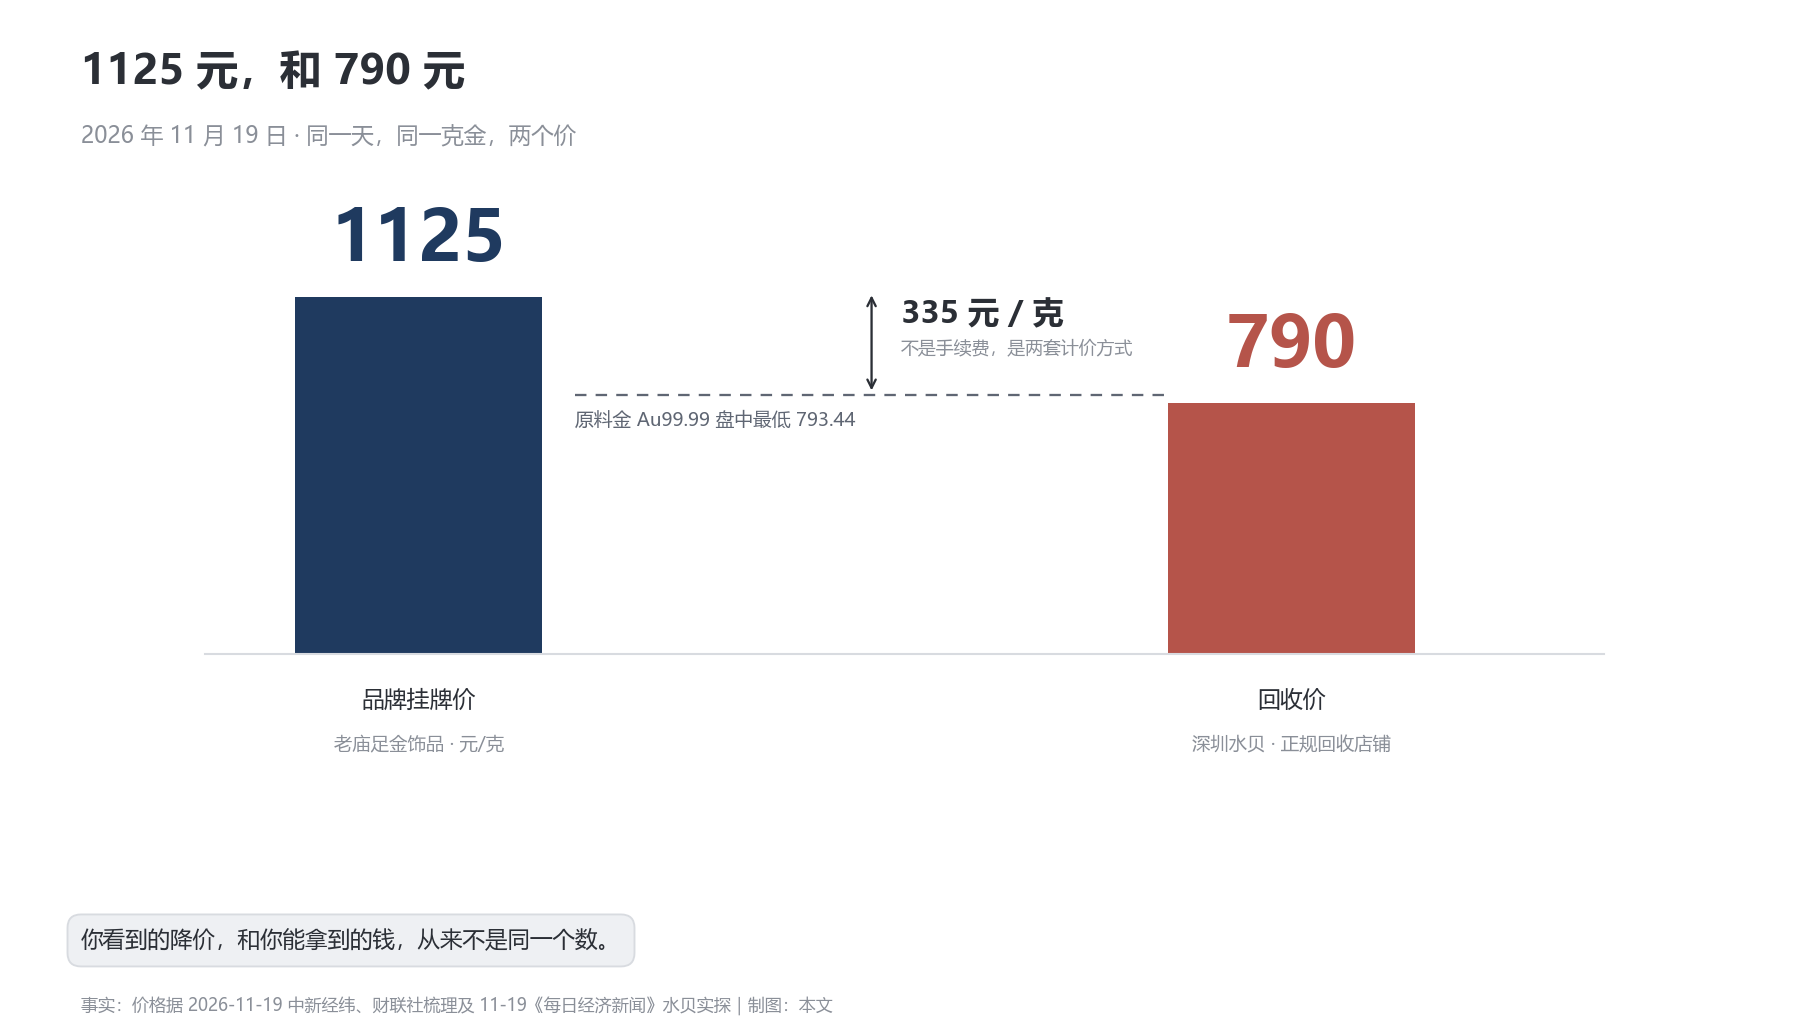 1125 元，和 790 元
2026 年 11 月 19 日 · 同一天，同一克金，两个价
1125
335 元 / 克
不是手续费，是两套计价方式
790
原料金 Au99.99 盘中最低 793.44
品牌挂牌价
老庙足金饰品 · 元/克
回收价
深圳水贝 · 正规回收店铺
你看到的降价，和你能拿到的钱，从来不是同一个数。
事实：价格据 2026-11-19 中新经纬、财联社梳理及 11-19《每日经济新闻》水贝实探 | 制图：本文